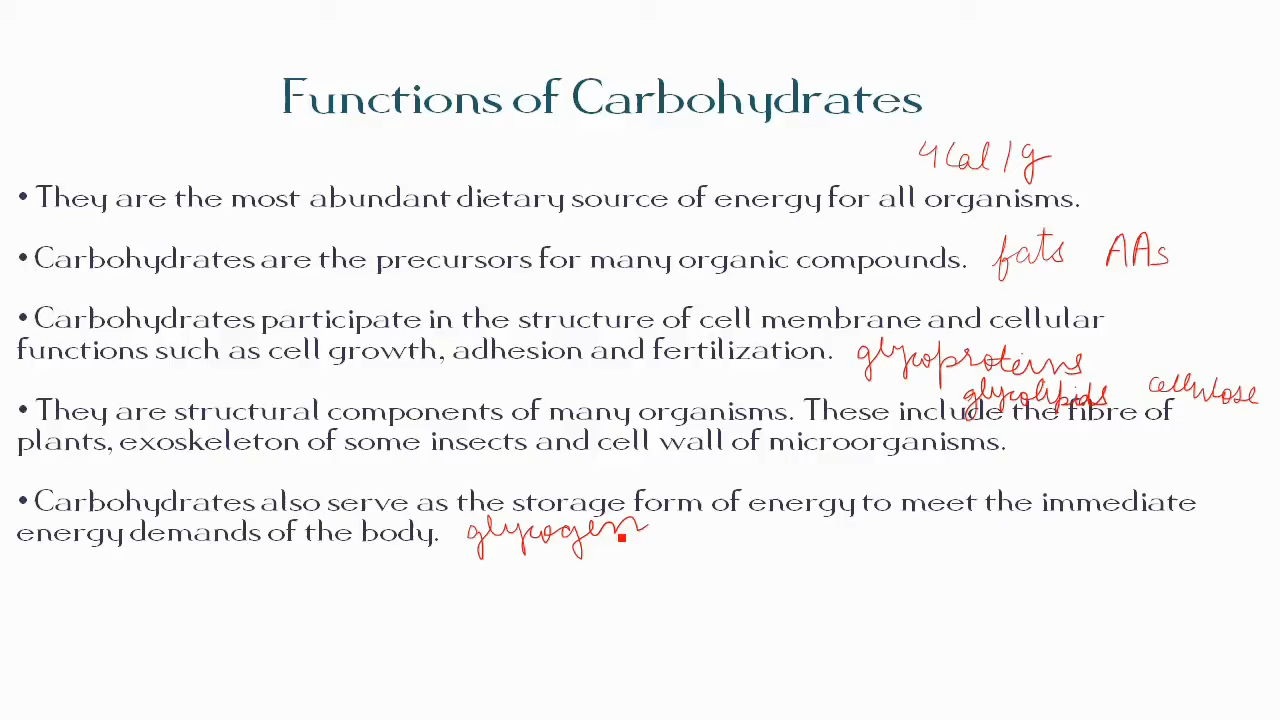 Functions of Carbohydrates
4 Cal / g
• They are the most abundant dietary source of energy for all organisms.
• Carbohydrates are the precursors for many organic compounds. fats AAs
• Carbohydrates participate in the structure of cell membrane and cellular
functions such as cell growth, adhesion and fertilization. glycoproteins
glycolipids cellulose
• They are structural components of many organisms. These include the fibre of
plants, exoskeleton of some insects and cell wall of microorganisms.
• Carbohydrates also serve as the storage form of energy to meet the immediate
energy demands of the body. glycogen